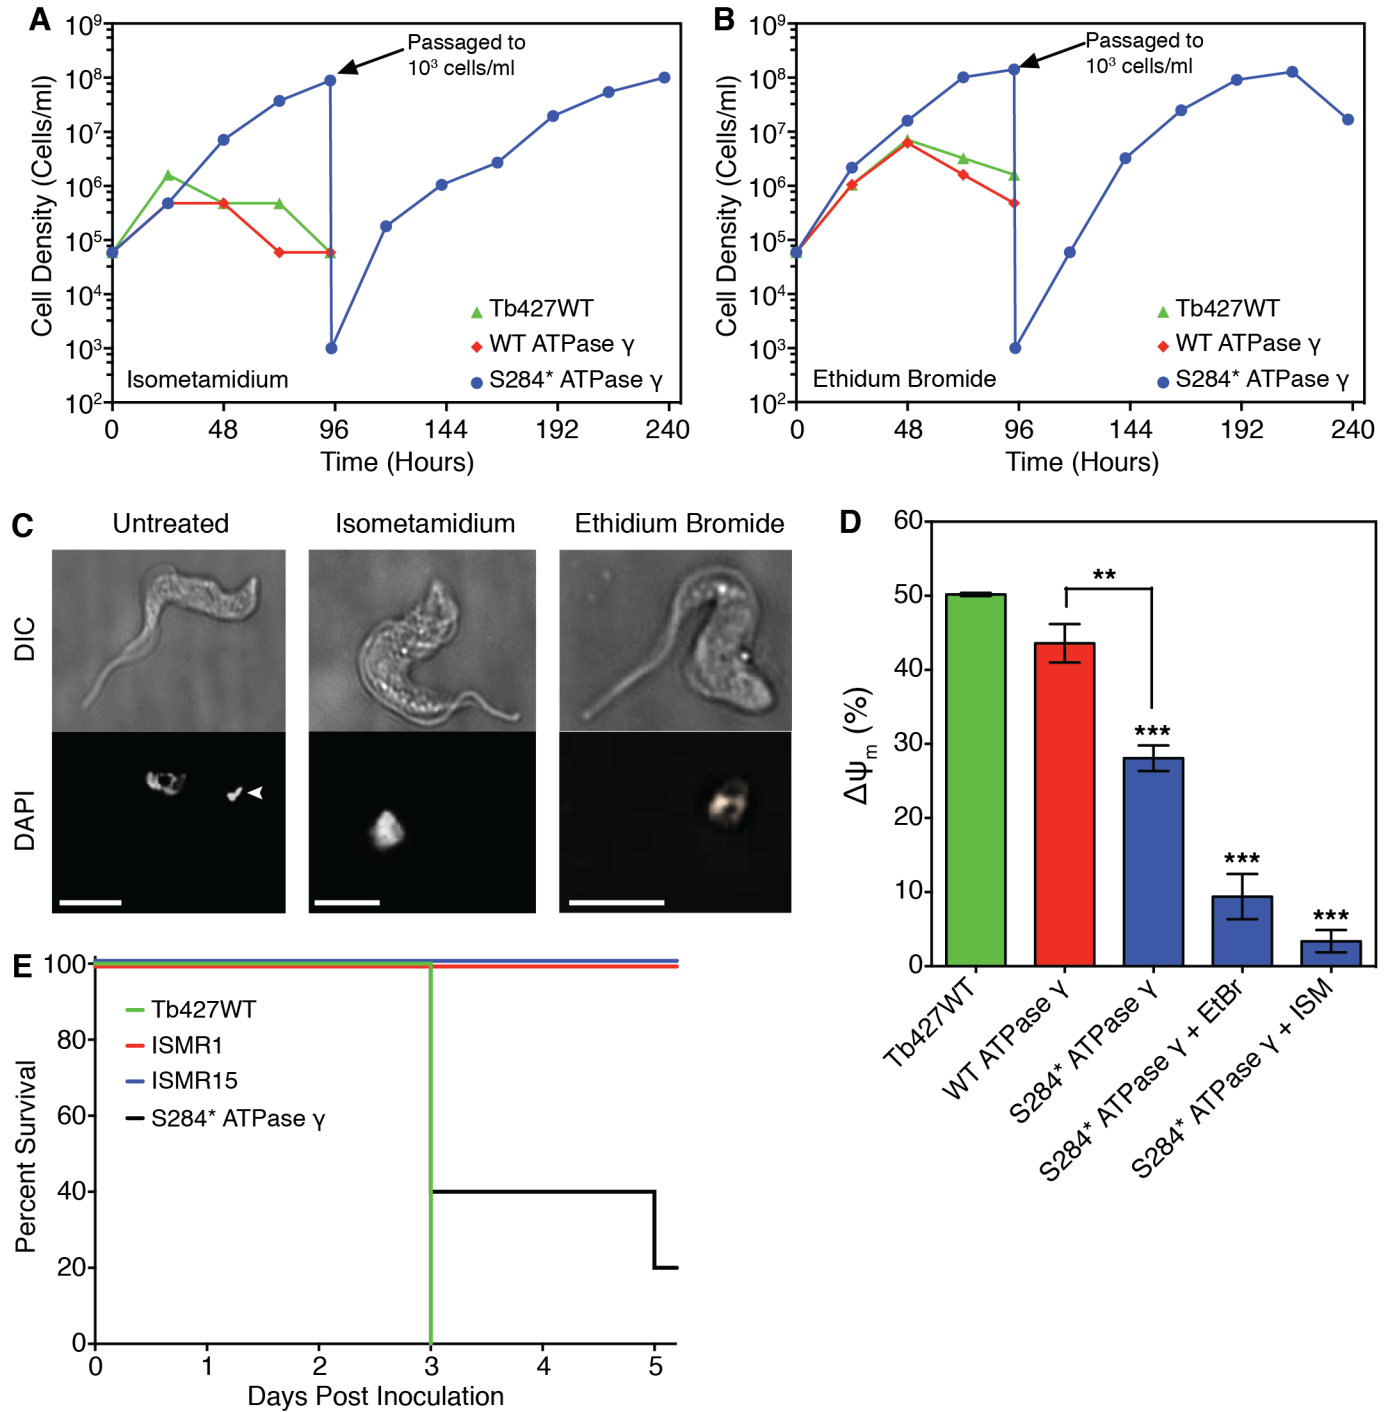 A
10⁹
10⁸
10⁷
10⁶
10⁵
10⁴
10³
10²
Cell Density (Cells/ml)
Passaged to
10³ cells/ml
Tb427WT
WT ATPase γ
S284* ATPase γ
Isometamidium
0 48 96 144 192 240
Time (Hours)
B
10⁹
10⁸
10⁷
10⁶
10⁵
10⁴
10³
10²
Cell Density (Cells/ml)
Passaged to
10³ cells/ml
Tb427WT
WT ATPase γ
S284* ATPase γ
Ethidum Bromide
0 48 96 144 192 240
Time (Hours)
C
Untreated Isometamidium Ethidium Bromide
DIC
DAPI
D
60
50
40
30
20
10
0
Δψm (%)
**
***
***
***
Tb427WT
WT ATPase γ
S284* ATPase γ
S284* ATPase γ + EtBr
S284* ATPase γ + ISM
E
100
80
60
40
20
0
Percent Survival
Tb427WT
ISMR1
ISMR15
S284* ATPase γ
0 1 2 3 4 5
Days Post Inoculation